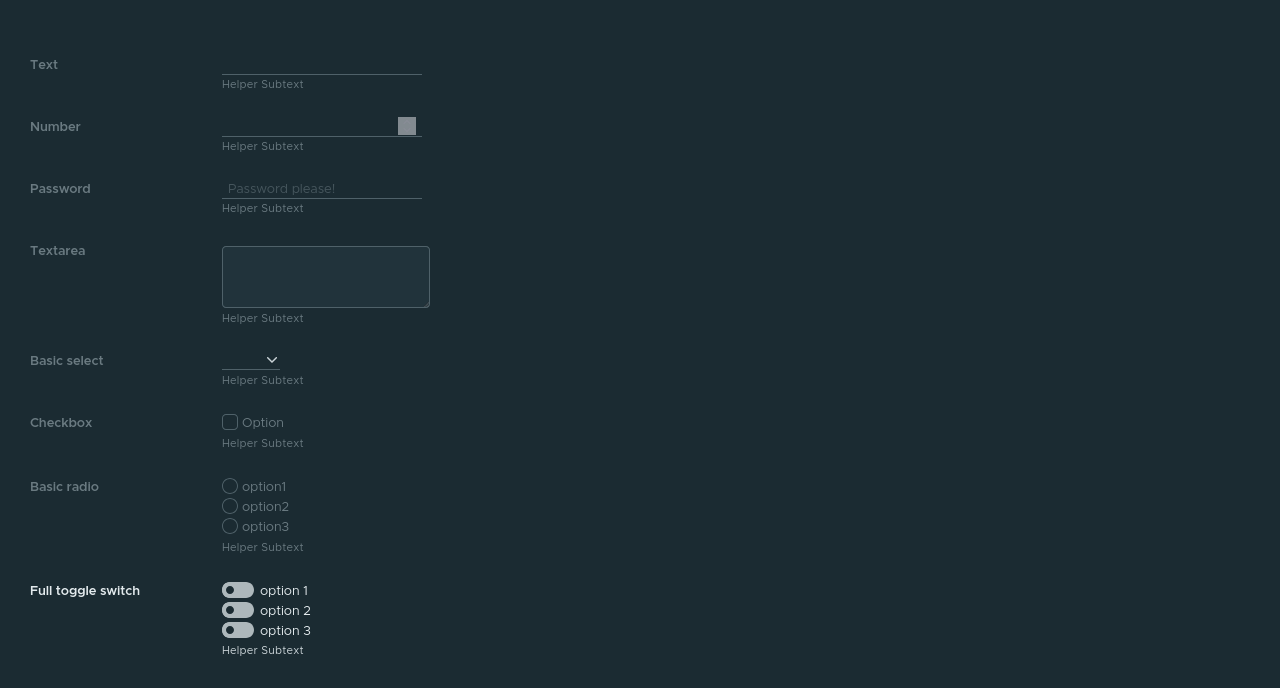 Text
Helper Subtext
Number
Helper Subtext
Password
Password please!
Helper Subtext
Textarea
Helper Subtext
Basic select
Helper Subtext
Checkbox
Option
Helper Subtext
Basic radio
option1
option2
option3
Helper Subtext
Full toggle switch
option 1
option 2
option 3
Helper Subtext